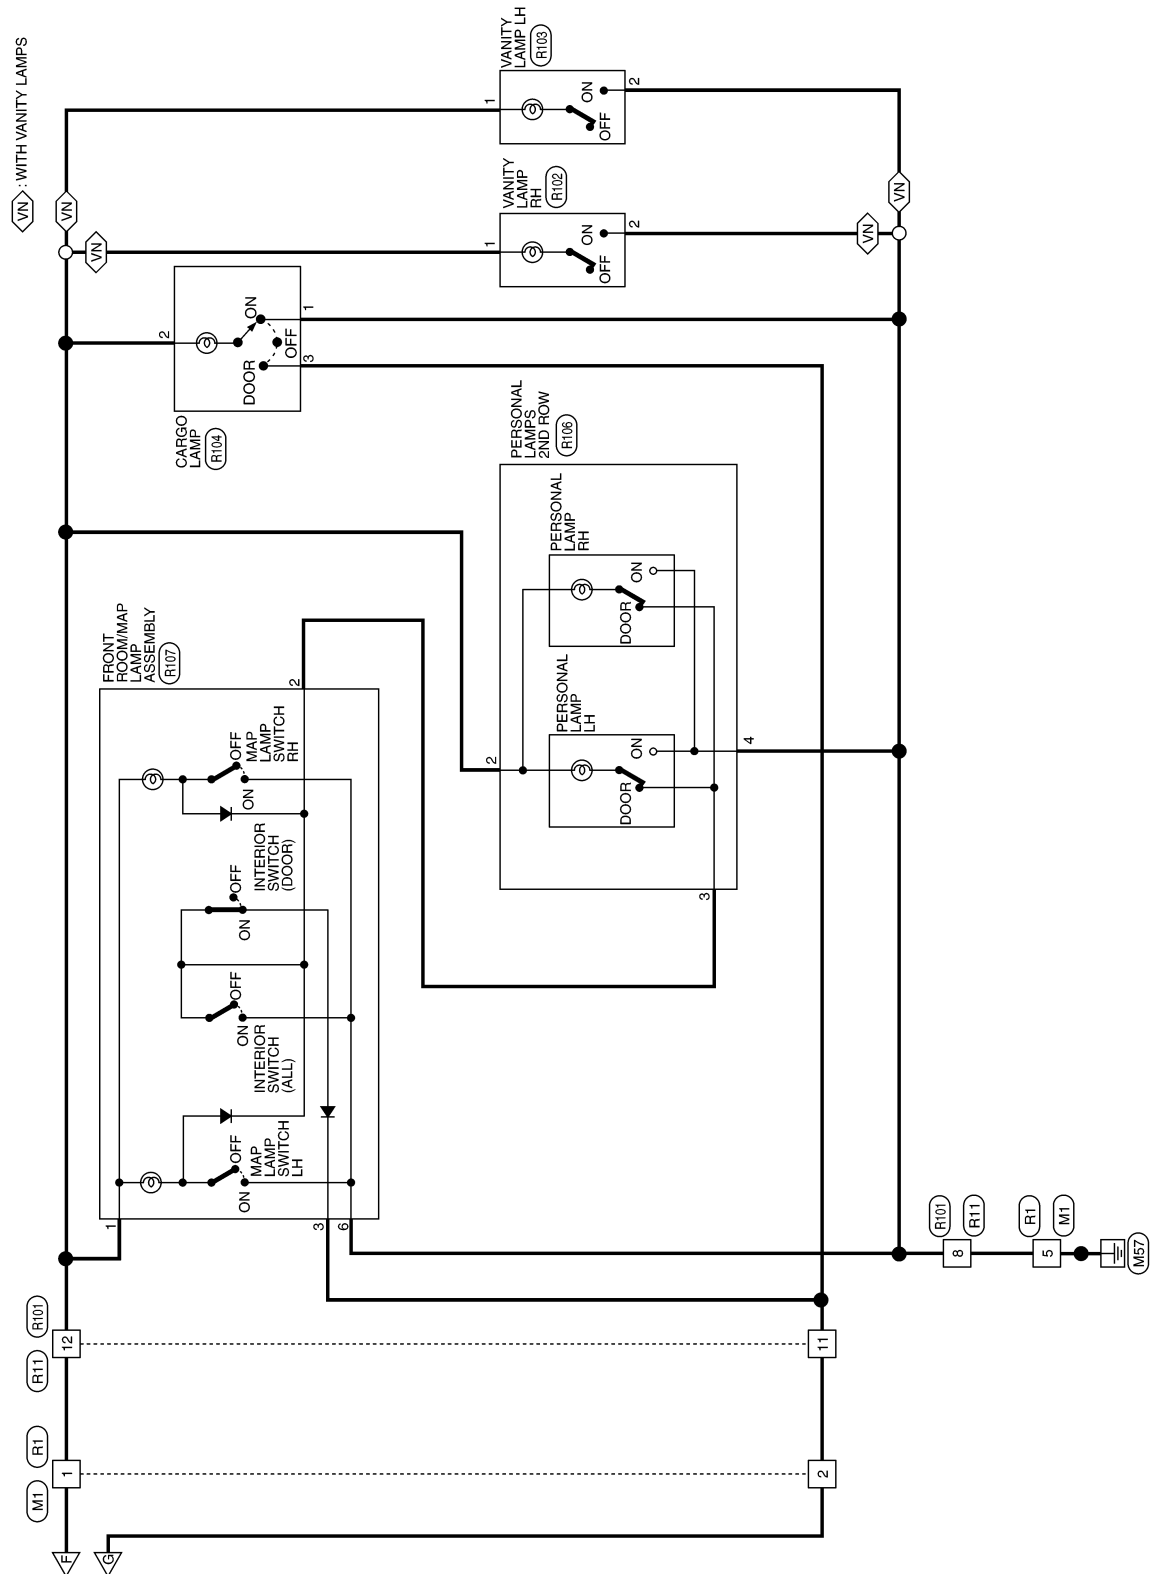 VN : WITH VANITY LAMPS
VANITY
LAMP LH
R103
1
ON
OFF
2
VN
VN
VANITY
LAMP
RH
R102
1
ON
OFF
2
VN
VN
CARGO
LAMP
R104
2
ON
OFF
DOOR
1
3
PERSONAL
LAMPS
2ND ROW
R106
2
PERSONAL
LAMP
RH
ON
DOOR
PERSONAL
LAMP
LH
ON
DOOR
4
3
FRONT
ROOM/MAP
LAMP
ASSEMBLY
R107
2
OFF
ON
MAP
LAMP
SWITCH
RH
OFF
ON
INTERIOR
SWITCH
(DOOR)
OFF
ON
INTERIOR
SWITCH
(ALL)
OFF
ON
MAP
LAMP
SWITCH
LH
1
3
6
R101
R11
8
R1
M1
5
M57
R101
12
R11
11
R1
1
M1
2
F
G